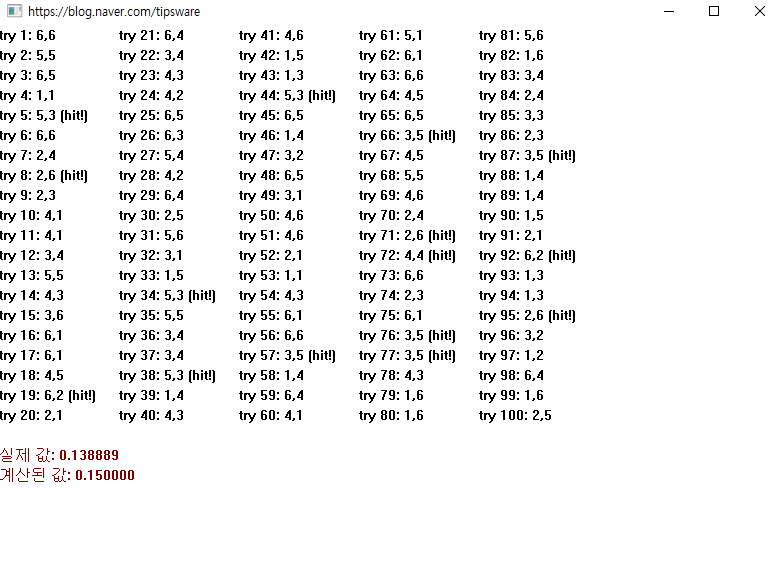 https://blog.naver.com/tipsware
try 1: 6,6 try 21: 6,4 try 41: 4,6 try 61: 5,1 try 81: 5,6
try 2: 5,5 try 22: 3,4 try 42: 1,5 try 62: 6,1 try 82: 1,6
try 3: 6,5 try 23: 4,3 try 43: 1,3 try 63: 6,6 try 83: 3,4
try 4: 1,1 try 24: 4,2 try 44: 5,3 (hit!) try 64: 4,5 try 84: 2,4
try 5: 5,3 (hit!) try 25: 6,5 try 45: 6,5 try 65: 6,5 try 85: 3,3
try 6: 6,6 try 26: 6,3 try 46: 1,4 try 66: 3,5 (hit!) try 86: 2,3
try 7: 2,4 try 27: 5,4 try 47: 3,2 try 67: 4,5 try 87: 3,5 (hit!)
try 8: 2,6 (hit!) try 28: 4,2 try 48: 6,5 try 68: 5,5 try 88: 1,4
try 9: 2,3 try 29: 6,4 try 49: 3,1 try 69: 4,6 try 89: 1,4
try 10: 4,1 try 30: 2,5 try 50: 4,6 try 70: 2,4 try 90: 1,5
try 11: 4,1 try 31: 5,6 try 51: 4,6 try 71: 2,6 (hit!) try 91: 2,1
try 12: 3,4 try 32: 3,1 try 52: 2,1 try 72: 4,4 (hit!) try 92: 6,2 (hit!)
try 13: 5,5 try 33: 1,5 try 53: 1,1 try 73: 6,6 try 93: 1,3
try 14: 4,3 try 34: 5,3 (hit!) try 54: 4,3 try 74: 2,3 try 94: 1,3
try 15: 3,6 try 35: 5,5 try 55: 6,1 try 75: 6,1 try 95: 2,6 (hit!)
try 16: 6,1 try 36: 3,4 try 56: 6,6 try 76: 3,5 (hit!) try 96: 3,2
try 17: 6,1 try 37: 3,4 try 57: 3,5 (hit!) try 77: 3,5 (hit!) try 97: 1,2
try 18: 4,5 try 38: 5,3 (hit!) try 58: 1,4 try 78: 4,3 try 98: 6,4
try 19: 6,2 (hit!) try 39: 1,4 try 59: 6,4 try 79: 1,6 try 99: 1,6
try 20: 2,1 try 40: 4,3 try 60: 4,1 try 80: 1,6 try 100: 2,5
실제 값: 0.138889
계산된 값: 0.150000